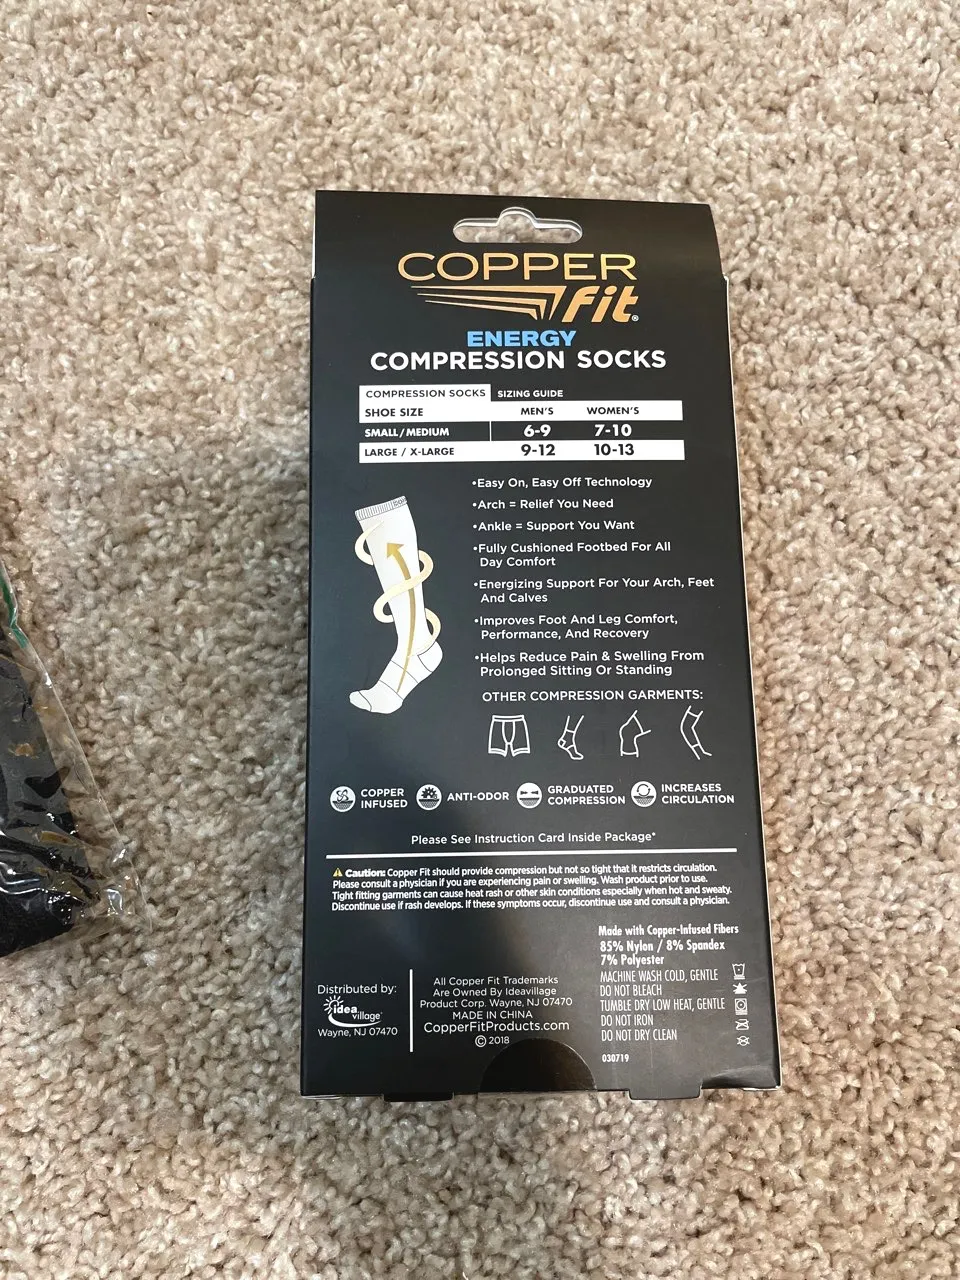 COPPER
fit®
ENERGY
COMPRESSION SOCKS
COMPRESSION SOCKS SIZING GUIDE
SHOE SIZE MEN'S WOMEN'S
SMALL/MEDIUM 6-9 7-10
LARGE / X-LARGE 9-12 10-13
•Easy On, Easy Off Technology
•Arch = Relief You Need
•Ankle = Support You Want
•Fully Cushioned Footbed For All
Day Comfort
•Energizing Support For Your Arch, Feet
And Calves
•Improves Foot And Leg Comfort,
Performance, And Recovery
•Helps Reduce Pain & Swelling From
Prolonged Sitting Or Standing
OTHER COMPRESSION GARMENTS:
COPPER
INFUSED
ANTI-ODOR
GRADUATED
COMPRESSION
INCREASES
CIRCULATION
Please See Instruction Card Inside Package*
Caution: Copper Fit should provide compression but not so tight that it restricts circulation.
Please consult a physician if you are experiencing pain or swelling. Wash product prior to use.
Tight fitting garments can cause heat rash or other skin conditions especially when hot and sweaty.
Discontinue use if rash develops. If these symptoms occur, discontinue use and consult a physician.
Distributed by:
idea
village®
Wayne, NJ 07470
All Copper Fit Trademarks
Are Owned By Ideavillage
Product Corp. Wayne, NJ 07470
MADE IN CHINA
CopperFitProducts.com
© 2018
Made with Copper-Infused Fibers
85% Nylon / 8% Spandex
7% Polyester
MACHINE WASH COLD, GENTLE
DO NOT BLEACH
TUMBLE DRY LOW HEAT, GENTLE
DO NOT IRON
DO NOT DRY CLEAN
030719